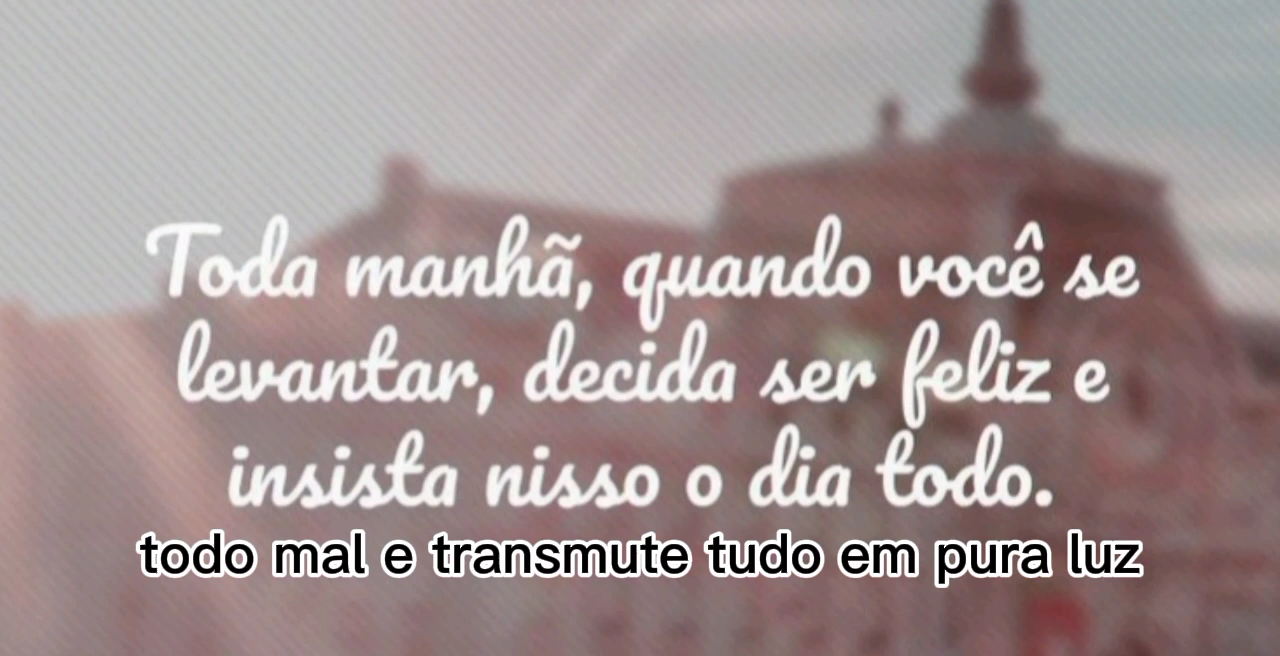 Toda manhã, quando você se
levantar, decida ser feliz e
insista nisso o dia todo.
todo mal e transmute tudo em pura luz